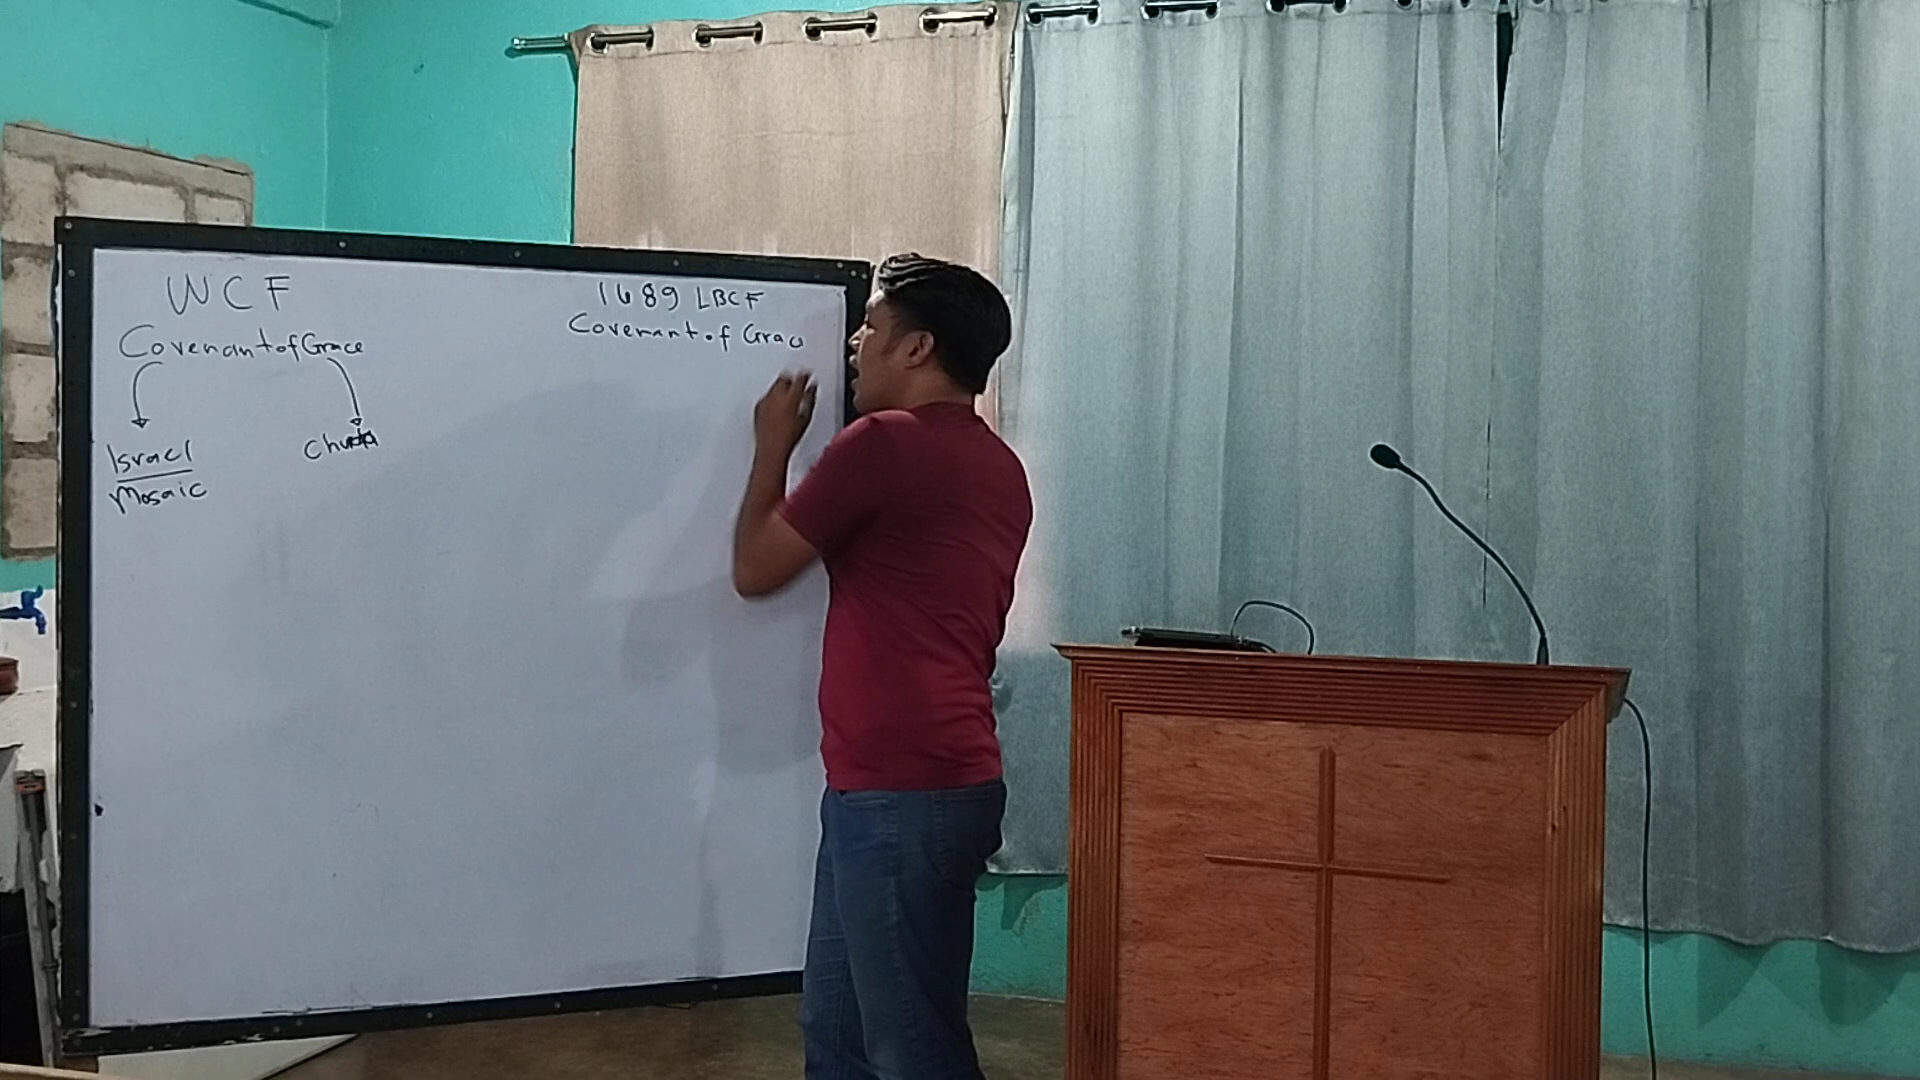 WCF
Covenant of Grace
Israel
Mosaic
Church
1689 LBCF
Covenant of Grace